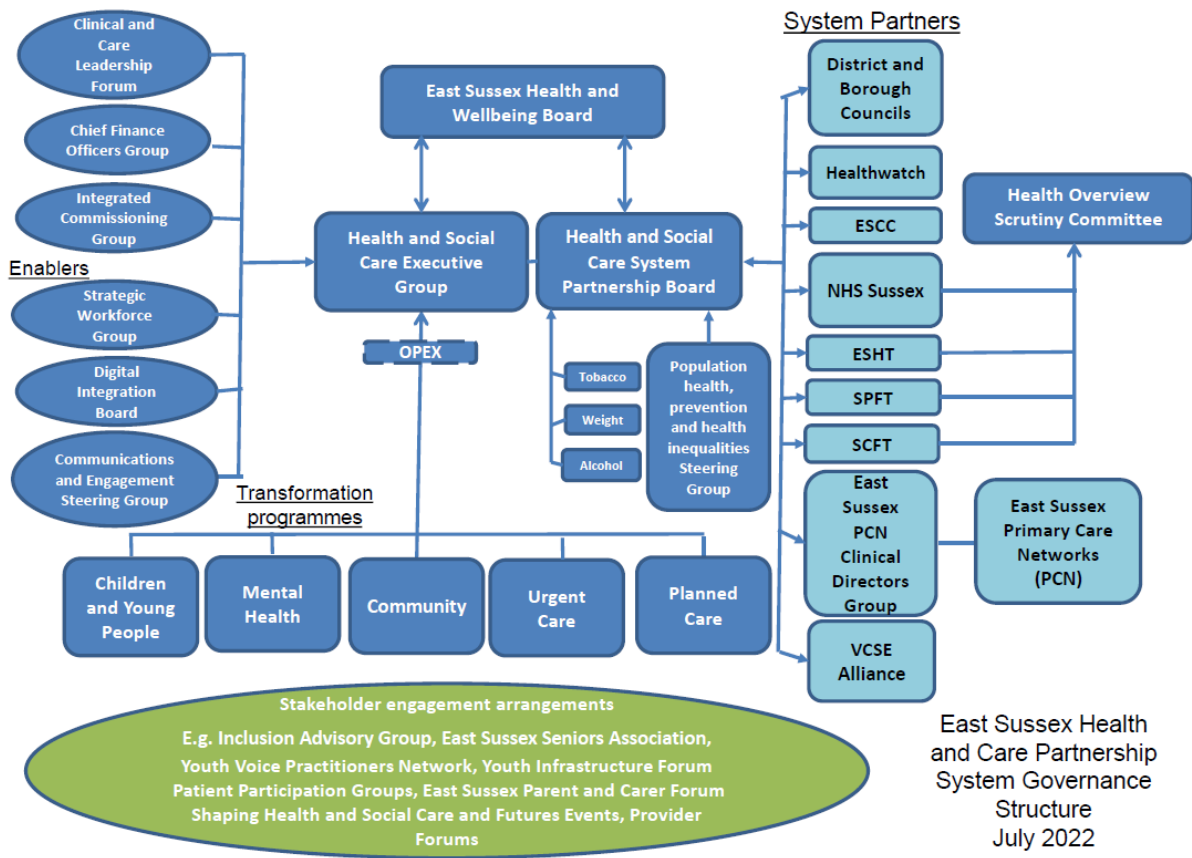 Clinical and
Care
Leadership
Forum
Chief Finance
Officers Group
Integrated
Commissioning
Group
Enablers
Strategic
Workforce
Group
Digital
Integration
Board
Communications
and Engagement
Steering Group
East Sussex Health and
Wellbeing Board
Health and Social
Care Executive
Group
Health and Social
Care System
Partnership Board
OPEX
Tobacco
Weight
Alcohol
Population
health,
prevention
and health
inequalities
Steering
Group
Transformation
programmes
Children
and Young
People
Mental
Health
Community
Urgent
Care
Planned
Care
System Partners
District and
Borough
Councils
Healthwatch
ESCC
NHS Sussex
ESHT
SPFT
SCFT
East
Sussex
PCN
Clinical
Directors
Group
VCSE
Alliance
Health Overview
Scrutiny Committee
East Sussex
Primary Care
Networks
(PCN)
Stakeholder engagement arrangements
E.g. Inclusion Advisory Group, East Sussex Seniors Association,
Youth Voice Practitioners Network, Youth Infrastructure Forum
Patient Participation Groups, East Sussex Parent and Carer Forum
Shaping Health and Social Care and Futures Events, Provider
Forums
East Sussex Health
and Care Partnership
System Governance
Structure
July 2022